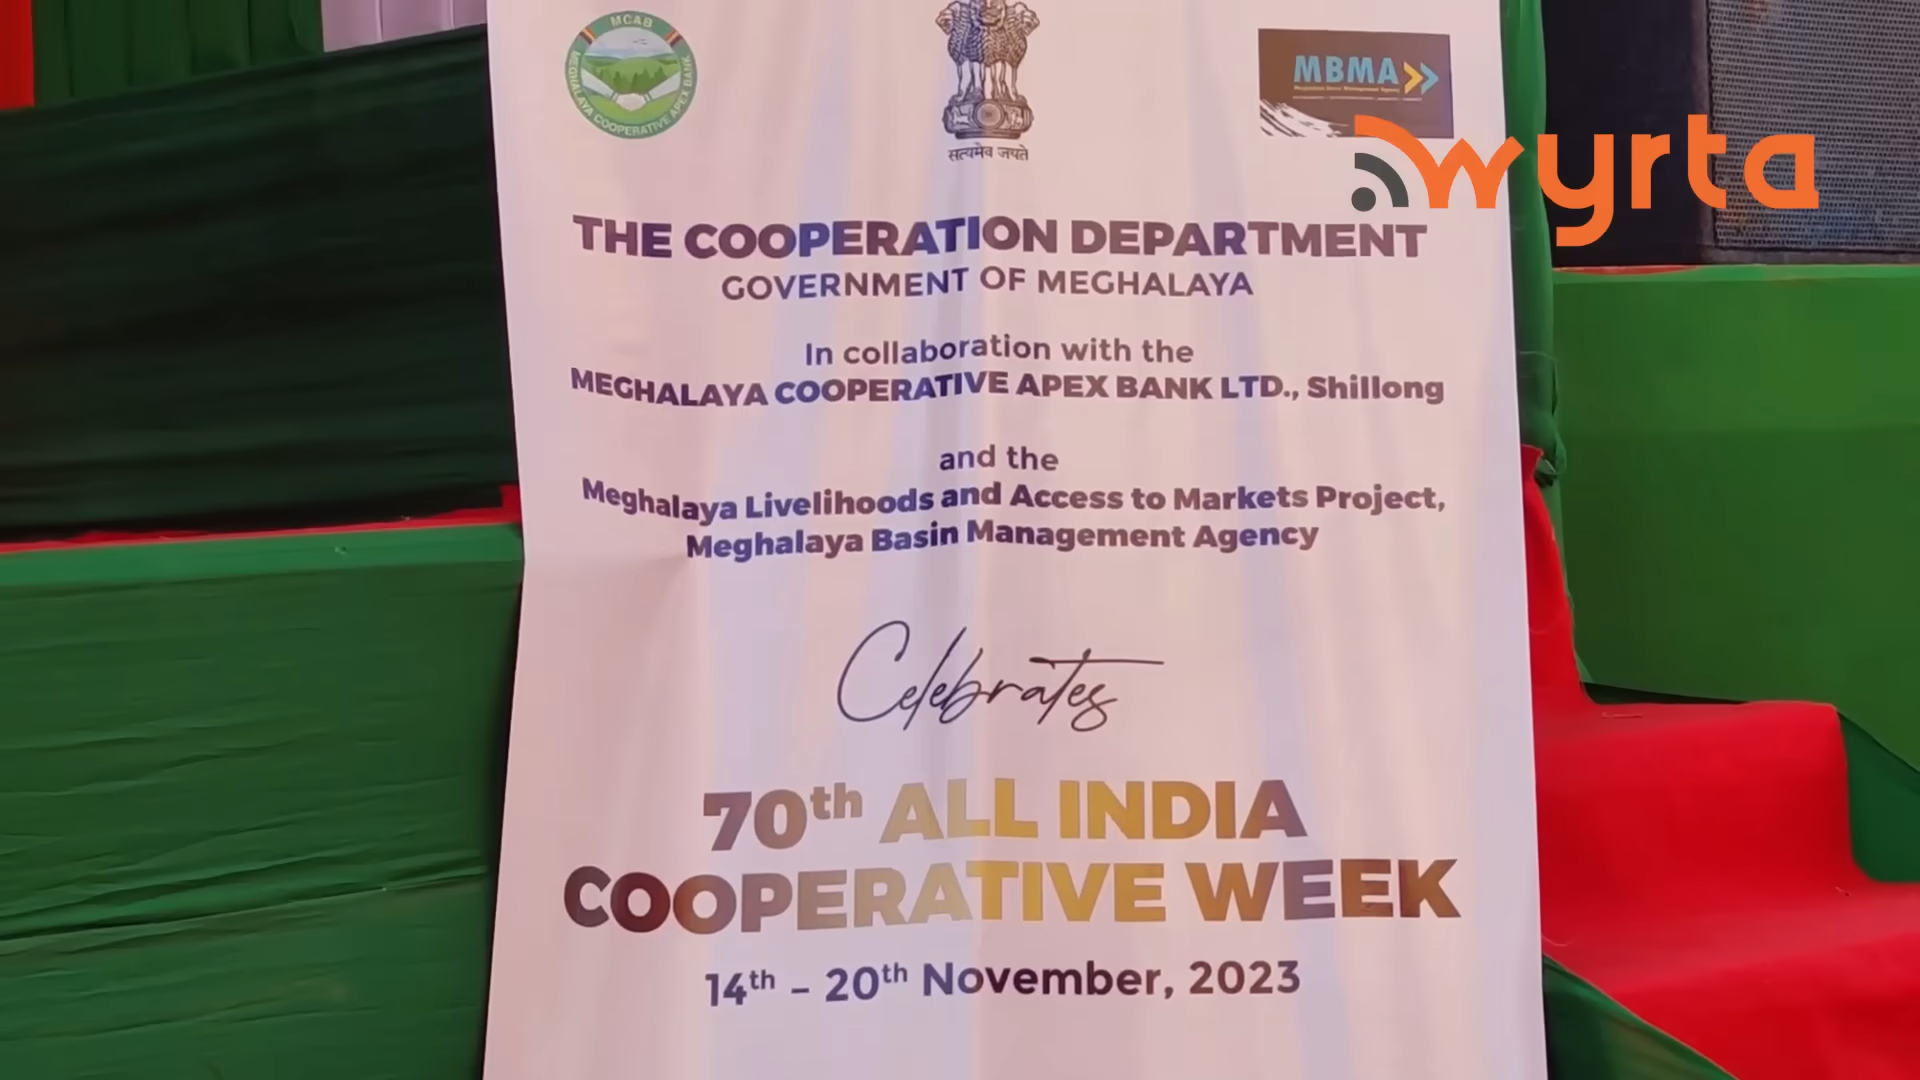 MCAB
MEGHALAYA COOPERATIVE APEX BANK
सत्यमेव जयते
MBMA
wyrta
THE COOPERATION DEPARTMENT
GOVERNMENT OF MEGHALAYA
In collaboration with the
MEGHALAYA COOPERATIVE APEX BANK LTD., Shillong
and the
Meghalaya Livelihoods and Access to Markets Project,
Meghalaya Basin Management Agency
Celebrates
70th ALL INDIA
COOPERATIVE WEEK
14th – 20th November, 2023